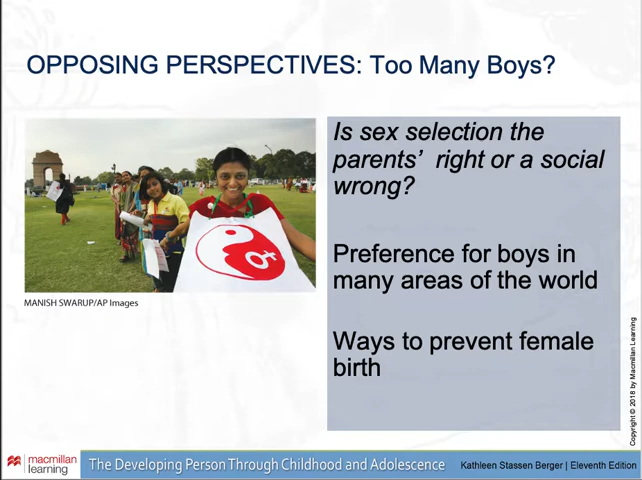 OPPOSING PERSPECTIVES: Too Many Boys?
Is sex selection the
parents’ right or a social
wrong?
Preference for boys in
many areas of the world
Ways to prevent female
birth
MANISH SWARUP/AP Images
Copyright © 2018 by Macmillan Learning
macmillan
learning
The Developing Person Through Childhood and Adolescence
Kathleen Stassen Berger | Eleventh Edition